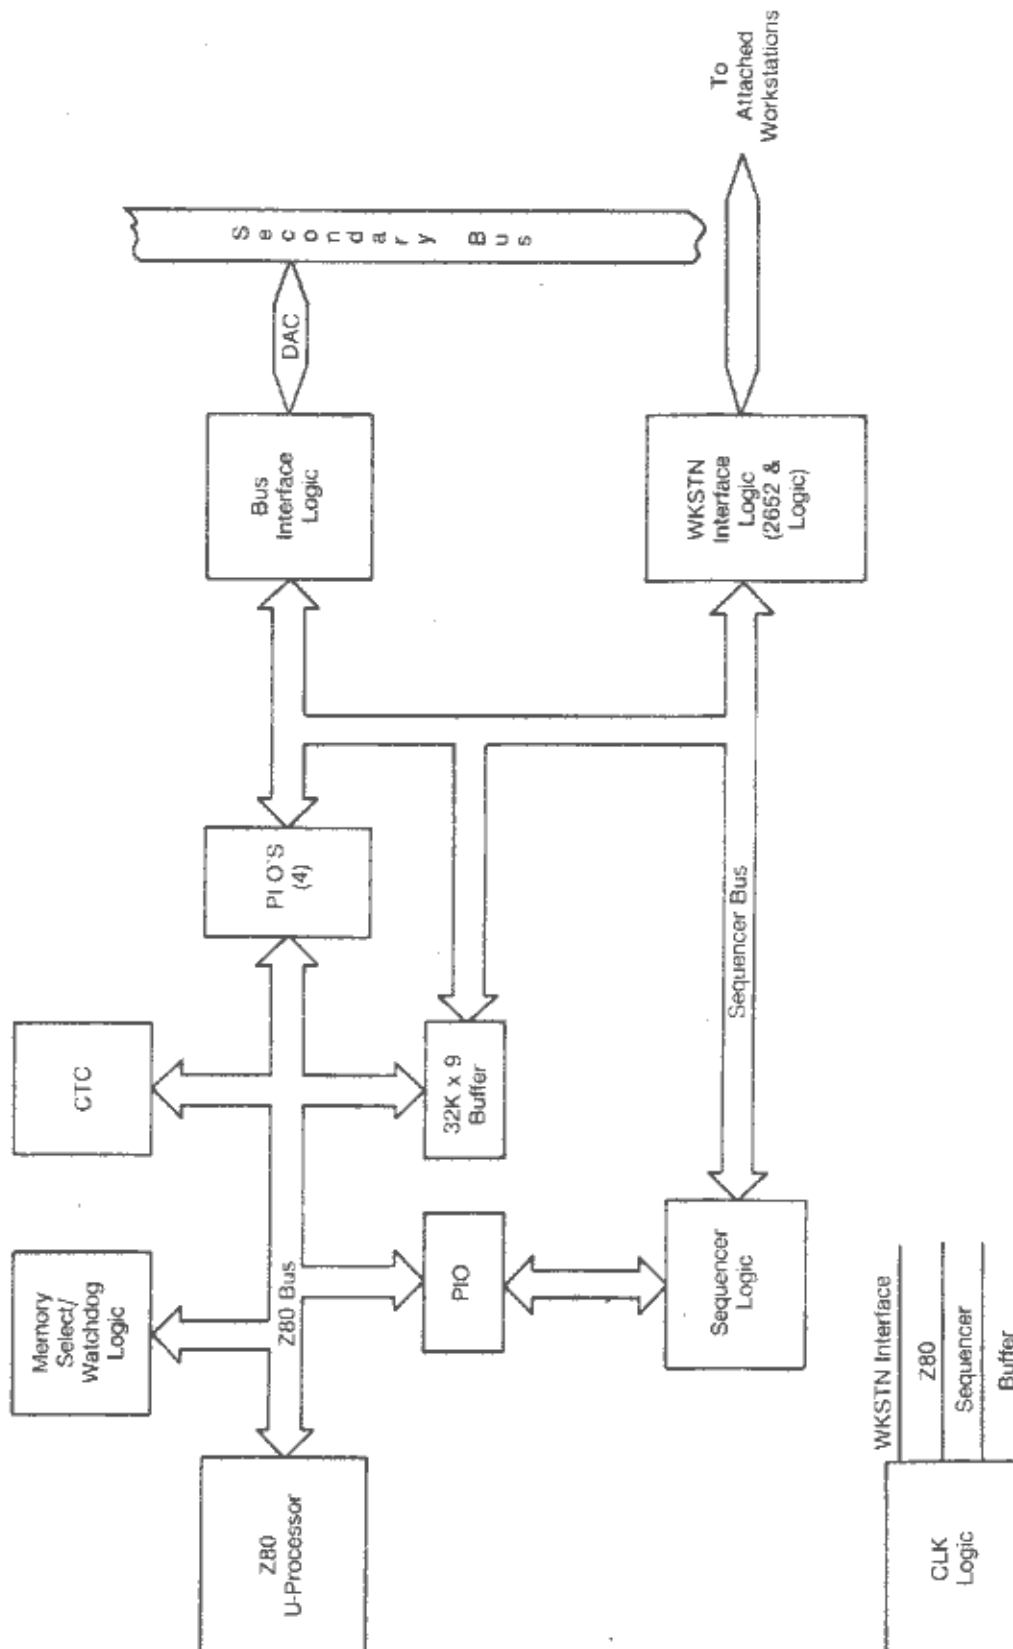 Memory
Select/
Watchdog
Logic
CTC
Z80
U-Processor
Z80 Bus
PI O'S
(4)
Bus
Interface
Logic
DAC
Secondary Bus
PIO
32K x 9
Buffer
Sequencer
Logic
Sequencer Bus
WKSTN
Interface
Logic
(2652 &
Logic)
To
Attached
Workstations
CLK
Logic
WKSTN Interface
Z80
Sequencer
Buffer